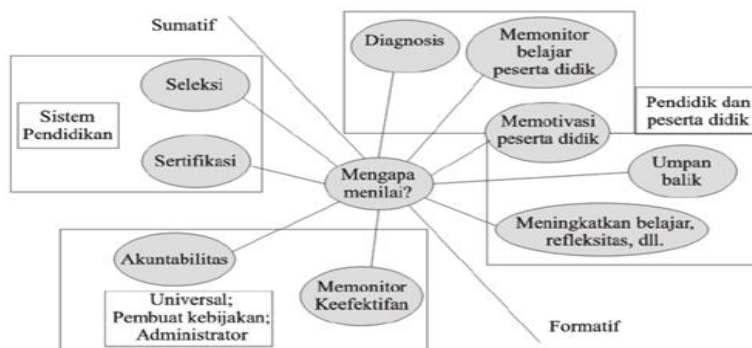 Sumatif
Diagnosis
Memonitor
belajar
peserta didik
Seleksi
Sistem
Pendidikan
Pendidik dan
peserta didik
Memotivasi
peserta didik
Sertifikasi
Mengapa
menilai?
Umpan
balik
Meningkatkan belajar,
refleksitas, dll.
Akuntabilitas
Memonitor
Keefektifan
Universal;
Pembuat kebijakan;
Administrator
Formatif